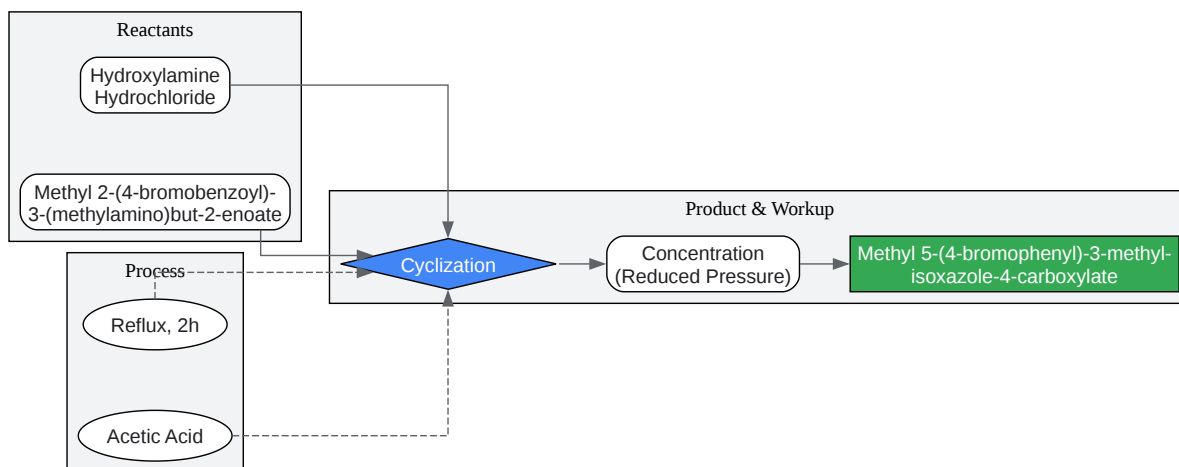 Reactants
Hydroxylamine
Hydrochloride
Methyl 2-(4-bromobenzoyl)-
3-(methylamino)but-2-enoate
Process
Reflux, 2h
Acetic Acid
Product & Workup
Cyclization
Concentration
(Reduced Pressure)
Methyl 5-(4-bromophenyl)-3-methyl-
isoxazole-4-carboxylate